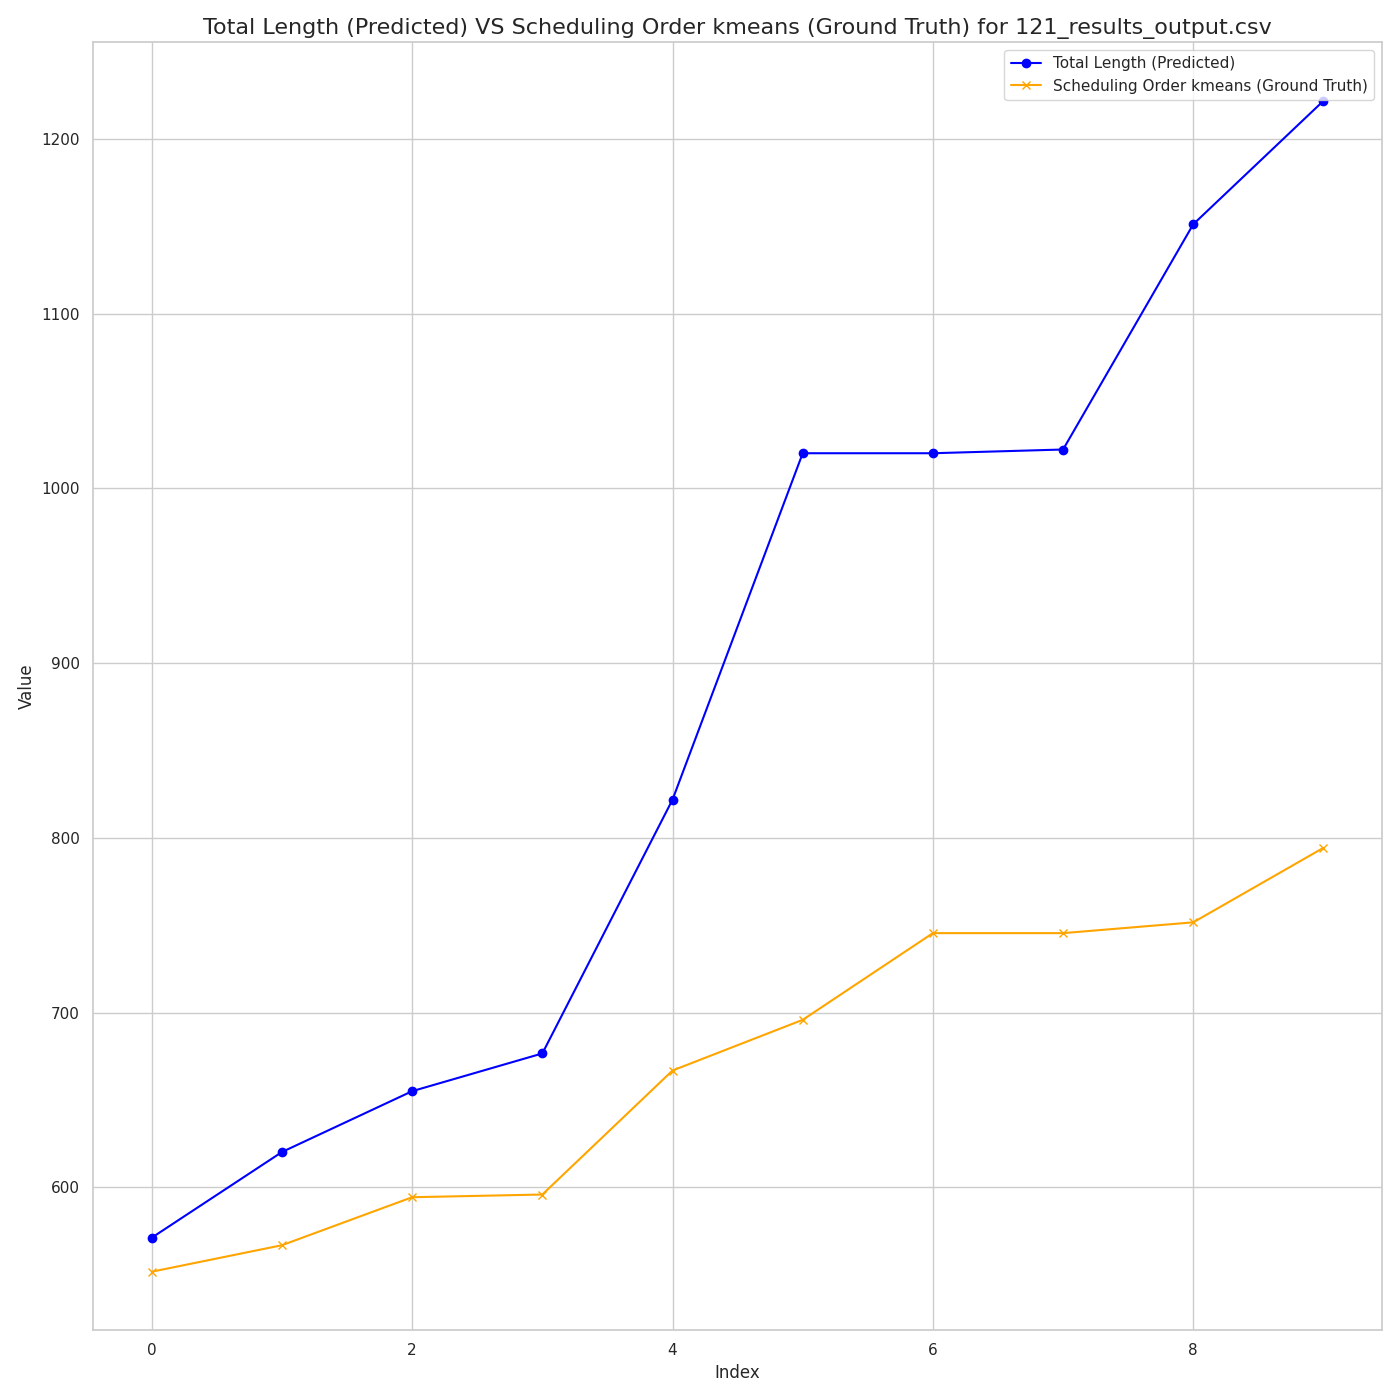 Total Length (Predicted) VS Scheduling Order kmeans (Ground Truth) for 121_results_output.csv
Total Length (Predicted)
Scheduling Order kmeans (Ground Truth)
1200
1100
1000
900
800
700
600
Value
0 2 4 6 8
Index